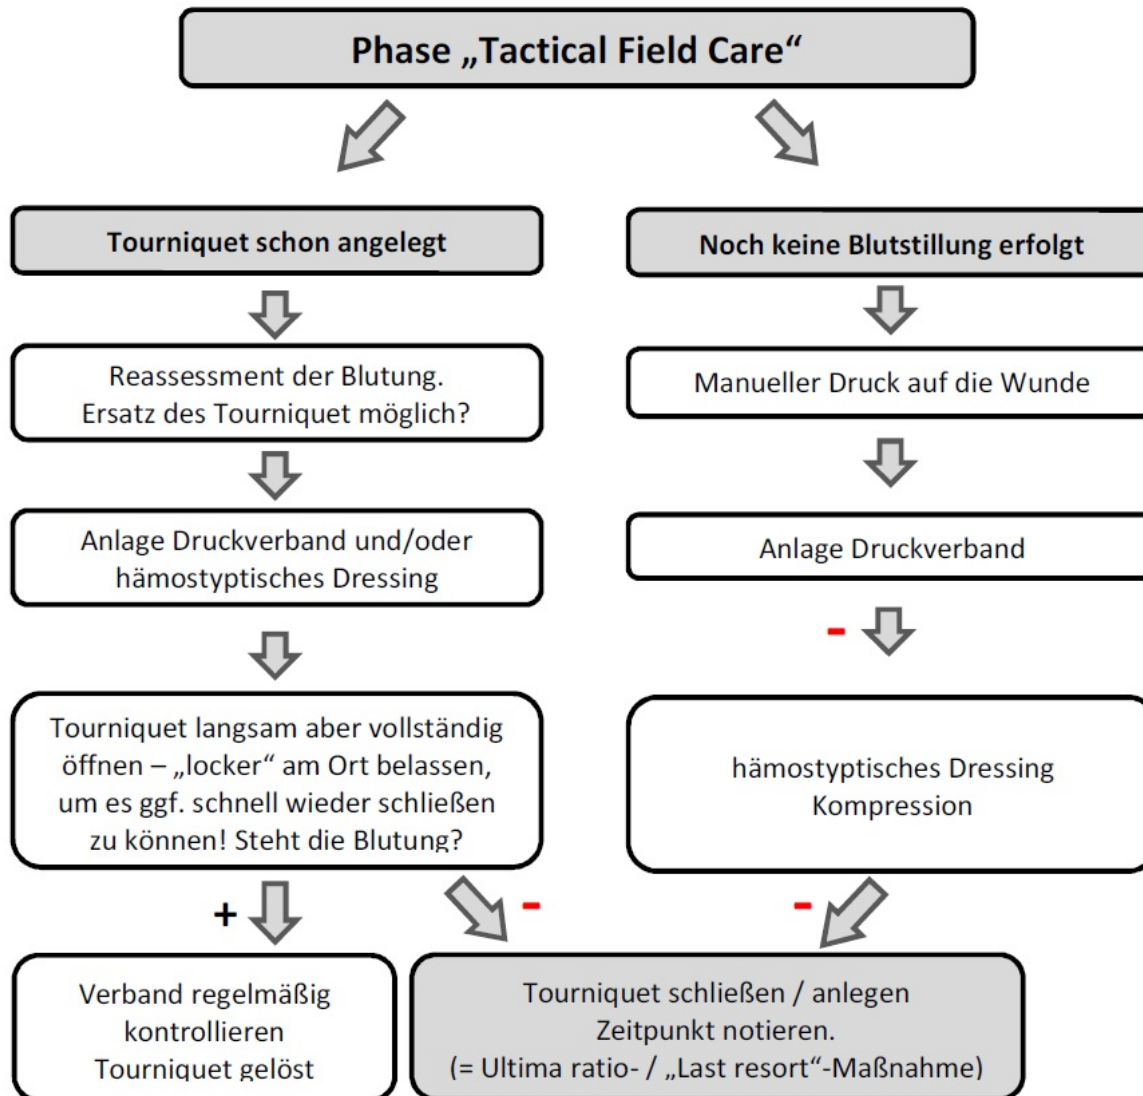 Phase „Tactical Field Care“
Tourniquet schon angelegt
Reassessment der Blutung.
Ersatz des Tourniquet möglich?
Anlage Druckverband und/oder
hämostyptisches Dressing
Tourniquet langsam aber vollständig
öffnen – „locker“ am Ort belassen,
um es ggf. schnell wieder schließen
zu können! Steht die Blutung?
+
-
Verband regelmäßig
kontrollieren
Tourniquet gelöst
Noch keine Blutstillung erfolgt
Manueller Druck auf die Wunde
Anlage Druckverband
-
hämostyptisches Dressing
Kompression
-
Tourniquet schließen / anlegen
Zeitpunkt notieren.
(= Ultima ratio- / „Last resort“-Maßnahme)